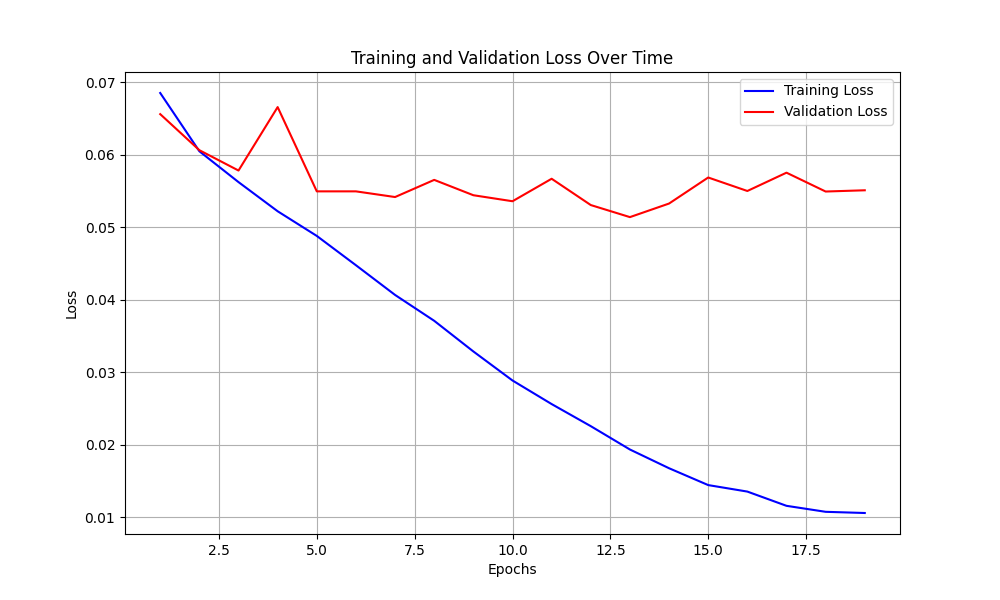 Training and Validation Loss Over Time
Training Loss
Validation Loss
0.07
0.06
0.05
0.04
0.03
0.02
0.01
Loss
2.5 5.0 7.5 10.0 12.5 15.0 17.5
Epochs